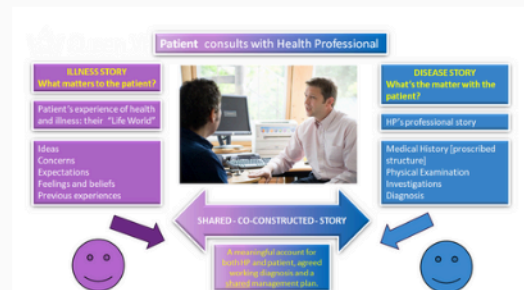 Patient consults with Health Professional
ILLNESS STORY
What matters to the patient?
Patient's experience of health
and illness: their "Life World"
Ideas
Concerns
Expectations
Feelings and beliefs
Previous experiences
DISEASE STORY
What's the matter with the
patient?
HP's professional story
Medical History [proscribed
structure]
Physical Examination
Investigations
Diagnosis
SHARED - CO-CONSTRUCTED - STORY
A meaningful account for
both HP and patient, agreed
working diagnosis and a
shared management plan.